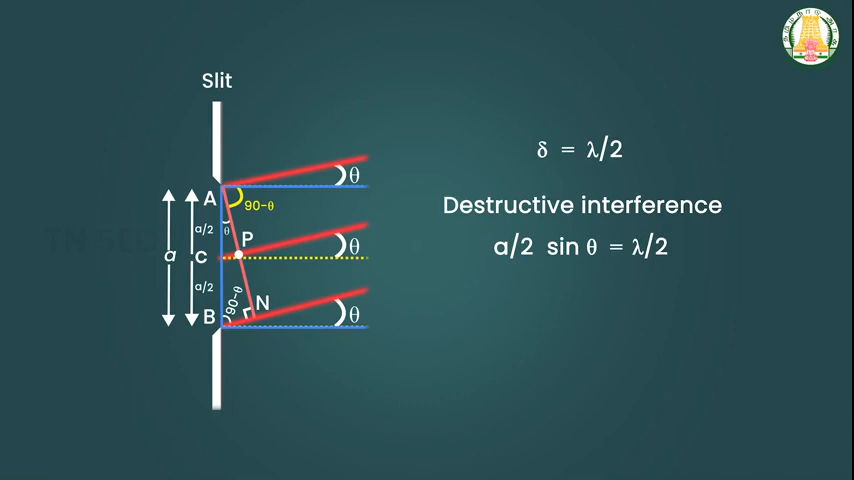 Slit
δ = λ/2
θ
A
90-θ
Destructive interference
a/2
θ
P
a/2 sin θ = λ/2
θ
a
C
a/2
90-θ
N
B
θ